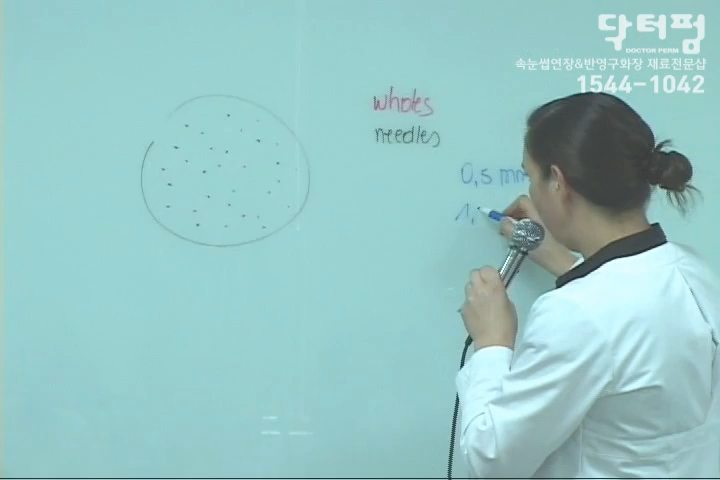 닥터펌
DOCTOR PERM
속눈썹연장&반영구화장 재료전문샵
1544-1042
wholes
needles
0,5 mm
1,